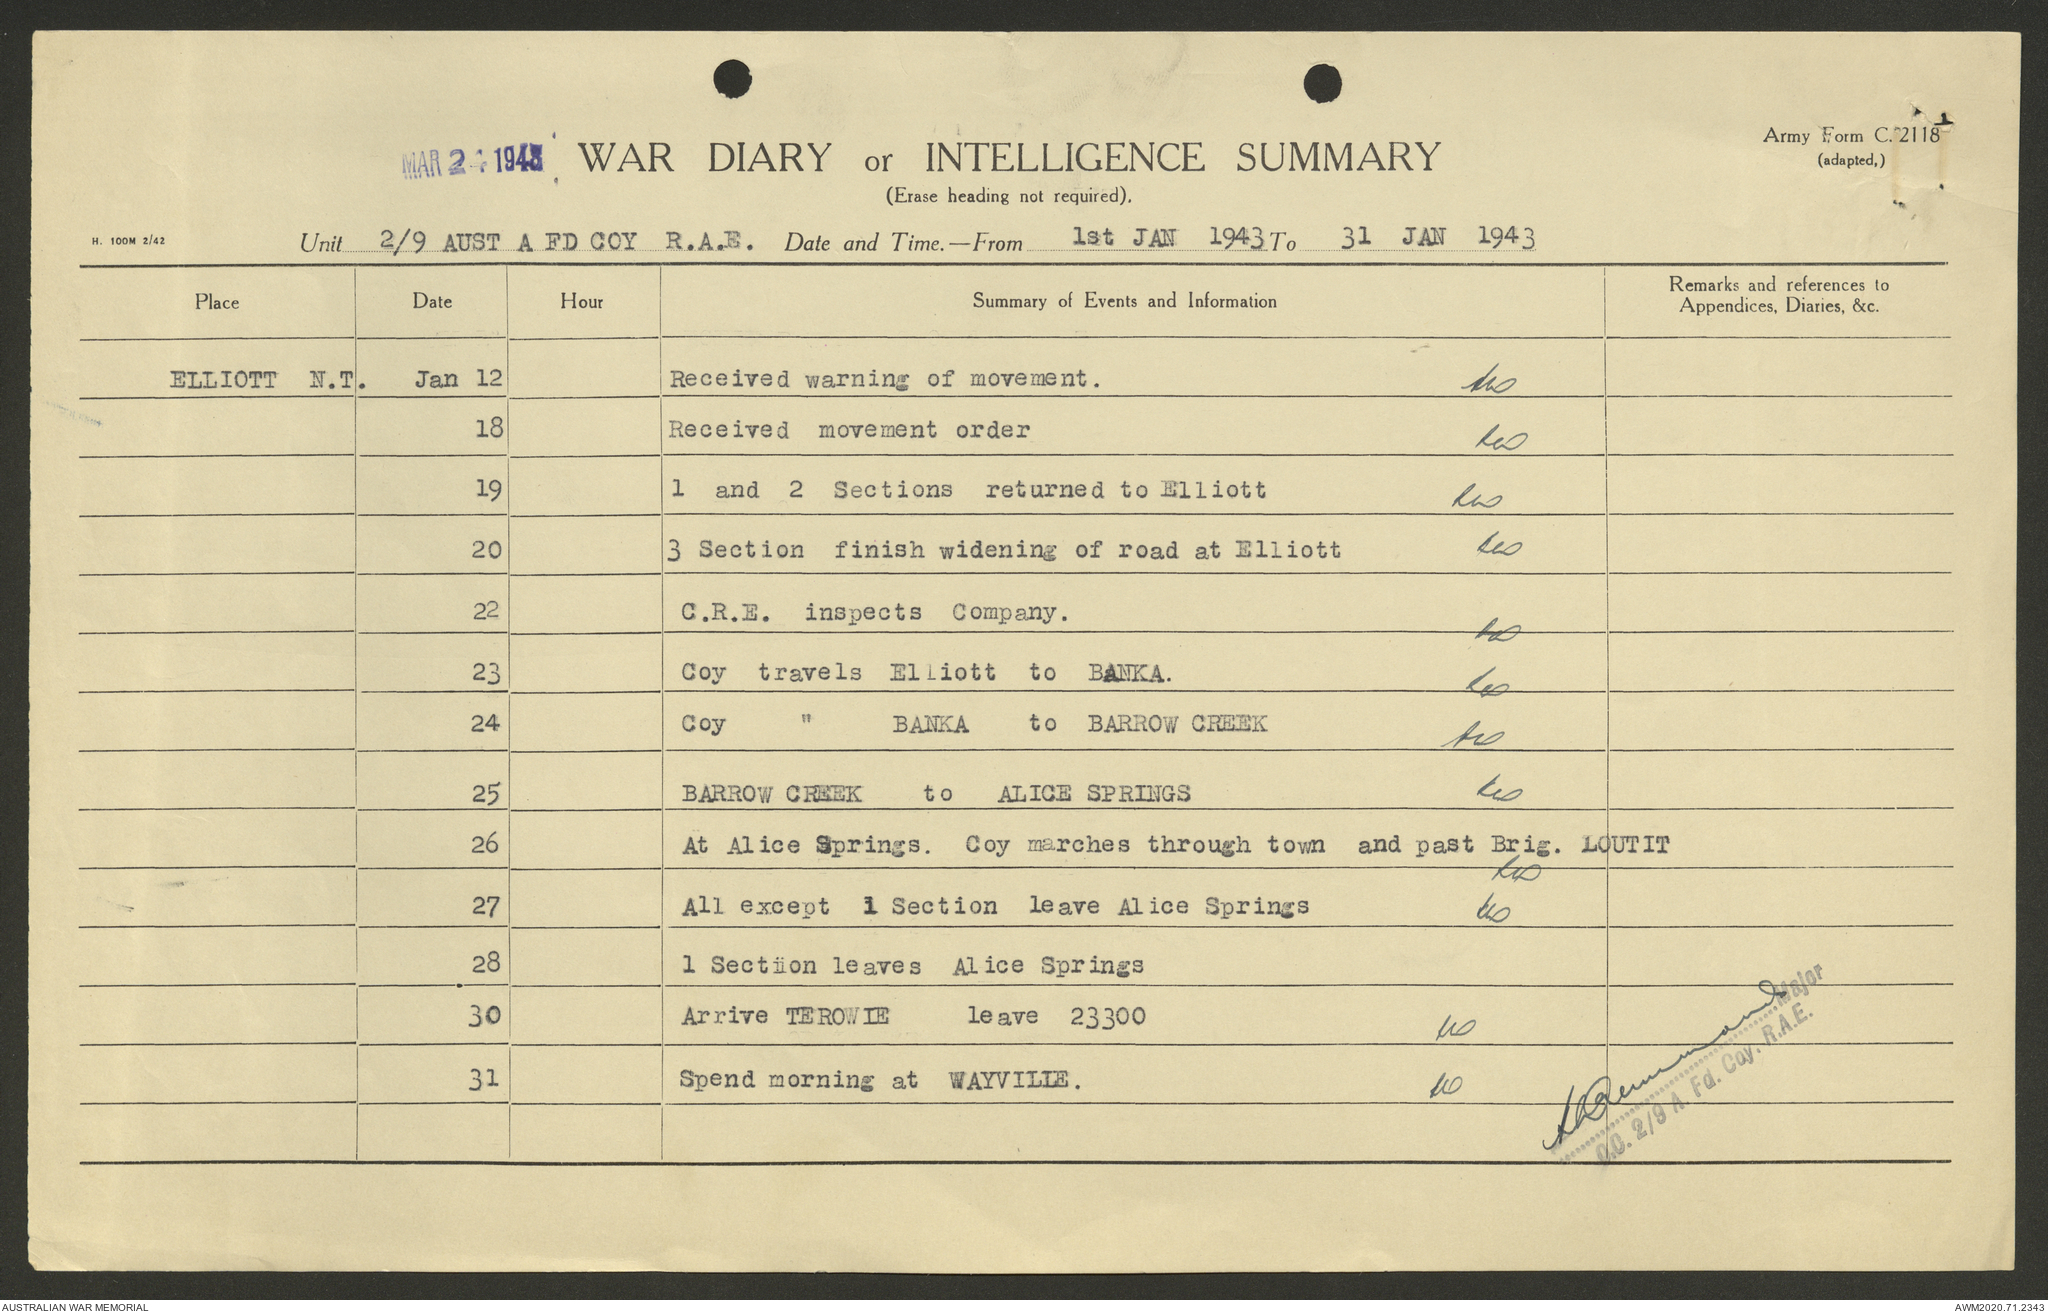 Army Form C. 2118
(adapted,)
MAR 24 1943 WAR DIARY or INTELLIGENCE SUMMARY
(Erase heading not required).
H. 100M 2/42
Unit 2/9 AUST A FD COY R.A.E. Date and Time.—From 1st JAN 1943 To 31 JAN 1943
Place Date Hour Summary of Events and Information Remarks and references to Appendices, Diaries, &c.
ELLIOTT N.T. Jan 12 Received warning of movement.
18 Received movement order
19 1 and 2 Sections returned to Elliott
20 3 Section finish widening of road at Elliott
22 C.R.E. inspects Company.
23 Coy travels Elliott to BANKA.
24 Coy " BANKA to BARROW CREEK
25 BARROW CREEK to ALICE SPRINGS
26 At Alice Springs. Coy marches through town and past Brig. LOUTIT
27 All except 1 Section leave Alice Springs
28 1 Section leaves Alice Springs
30 Arrive TEROWIE leave 23300
31 Spend morning at WAYVILLE.
Major
O.C. 2/9 A. Fd. Coy. R.A.E.
AUSTRALIAN WAR MEMORIAL
AWM2020.71.2343